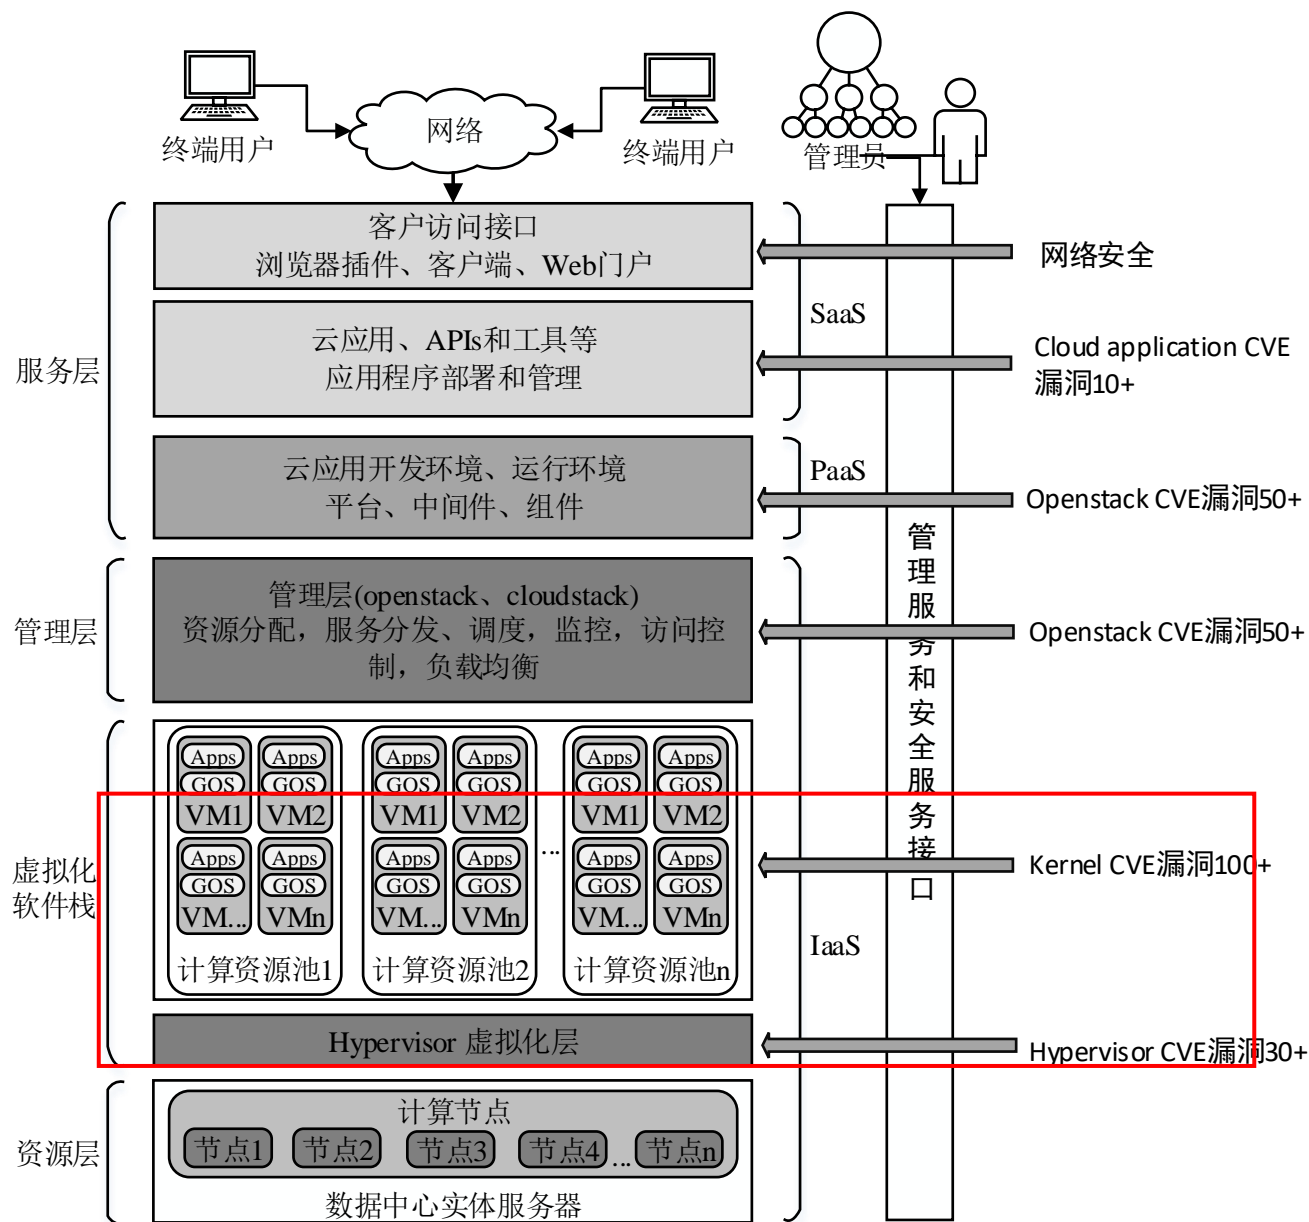 终端用户
网络
终端用户
管理员
服务层
客户访问接口
浏览器插件、客户端、Web门户
云应用、APIs和工具等
应用程序部署和管理
SaaS
云应用开发环境、运行环境
平台、中间件、组件
PaaS
管理层
管理层(openstack、cloudstack)
资源分配，服务分发、调度，监控，访问控
制，负载均衡
虚拟化
软件栈
Apps
GOS
VM1
Apps
GOS
VM2
Apps
GOS
VM...
Apps
GOS
VMn
计算资源池1
Apps
GOS
VM1
Apps
GOS
VM2
Apps
GOS
VM...
Apps
GOS
VMn
计算资源池2
...
Apps
GOS
VM1
Apps
GOS
VM2
Apps
GOS
VM...
Apps
GOS
VMn
计算资源池n
Hypervisor 虚拟化层
IaaS
资源层
计算节点
节点1 节点2 节点3 节点4 ... 节点n
数据中心实体服务器
管理服务和安全服务接口
网络安全
Cloud application CVE
漏洞10+
Openstack CVE漏洞50+
Openstack CVE漏洞50+
Kernel CVE漏洞100+
Hypervisor CVE漏洞30+